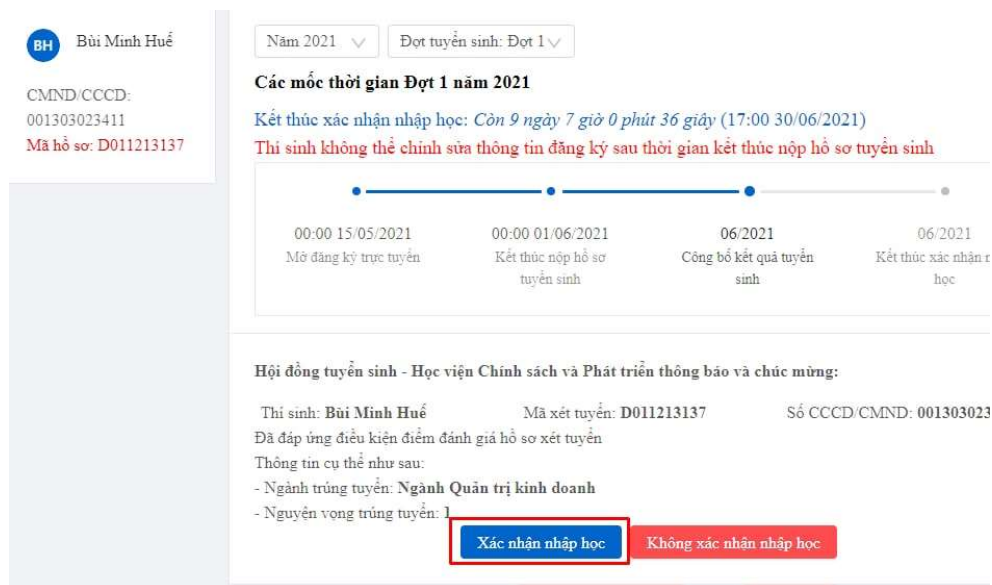 BH Bùi Minh Huế
CMND/CCCD:
001303023411
Mã hồ sơ: D011213137
Năm 2021 Đợt tuyển sinh: Đợt 1
Các mốc thời gian Đợt 1 năm 2021
Kết thúc xác nhận nhập học: Còn 9 ngày 7 giờ 0 phút 36 giây (17:00 30/06/2021)
Thí sinh không thể chỉnh sửa thông tin đăng ký sau thời gian kết thúc nộp hồ sơ tuyển sinh
00:00 15/05/2021
Mở đăng ký trực tuyến
00:00 01/06/2021
Kết thúc nộp hồ sơ
tuyển sinh
06/2021
Công bố kết quả tuyển
sinh
06/2021
Kết thúc xác nhận
học
Hội đồng tuyển sinh - Học viện Chính sách và Phát triển thông báo và chúc mừng:
Thí sinh: Bùi Minh Huế Mã xét tuyển: D011213137 Số CCCD/CMND: 001303023
Đã đáp ứng điều kiện điểm đánh giá hồ sơ xét tuyển
Thông tin cụ thể như sau:
- Ngành trúng tuyển: Ngành Quản trị kinh doanh
- Nguyện vọng trúng tuyển: 1
Xác nhận nhập học Không xác nhận nhập học